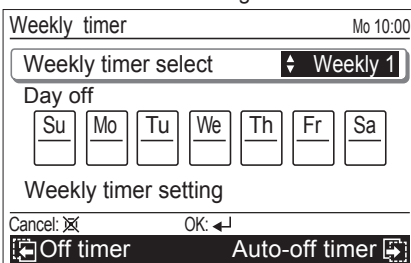 Weekly timer Mo 10:00
Weekly timer select Weekly 1
Day off
Su Mo Tu We Th Fr Sa
Weekly timer setting
Cancel: OK:
Off timer Auto-off timer